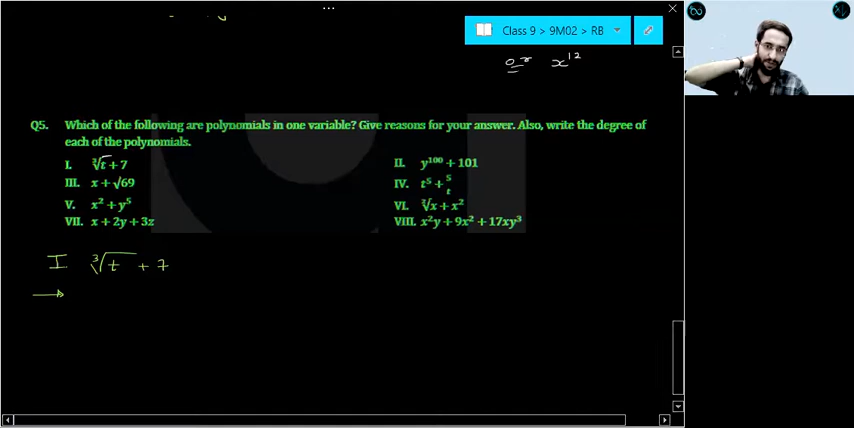 Class 9 > 9M02 > RB
or x¹²
Q5. Which of the following are polynomials in one variable? Give reasons for your answer. Also, write the degree of
each of the polynomials.
I. ∛t + 7
II. y¹⁰⁰ + 101
III. x + √69
IV. t⁵ + 5/t
V. x² + y⁵
VI. ∛x + x²
VII. x + 2y + 3z
VIII. x²y + 9x² + 17xy³
I. ∛t + 7